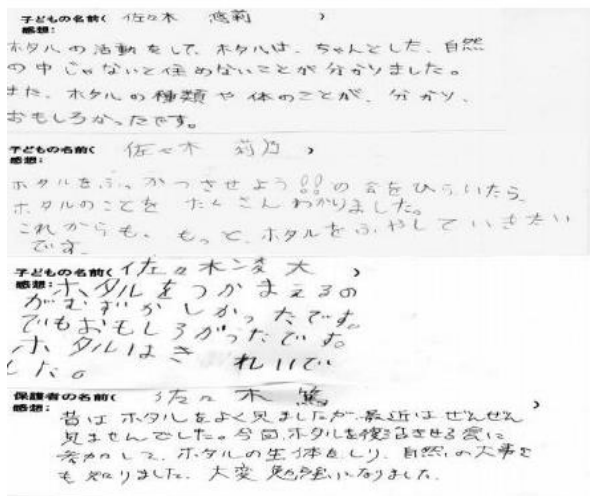 子どもの名前( 佐々木 悠莉 )
感想:
ホタルの活動をして、ホタルは、ちゃんとした、自然
の中じゃないと住めないことが分かりました。
また、ホタルの種類や体のことが、分かり、
おもしろかったです。
子どもの名前( 佐々木 莉乃 )
感想:
ホタルをふっかつさせよう!!の会をひらいたら、
ホタルのことを たくさんわかりました。
これからも、もっと、ホタルをふやしていきたい
です。
子どもの名前( 佐々木凌大 )
感想:ホタルをつかまえるの
がむずかしかったです。
でもおもしろがったです。
ホタルはきれいで
した。
保護者の名前( 佐々木 篤 )
感想:
昔はホタルをよく見ましたが、最近はぜんぜん
見ませんでした。今回、ホタルを復活させる会に
参加して、ホタルの生体をしり、自然の大事さ
も知りました。大変勉強になりました。